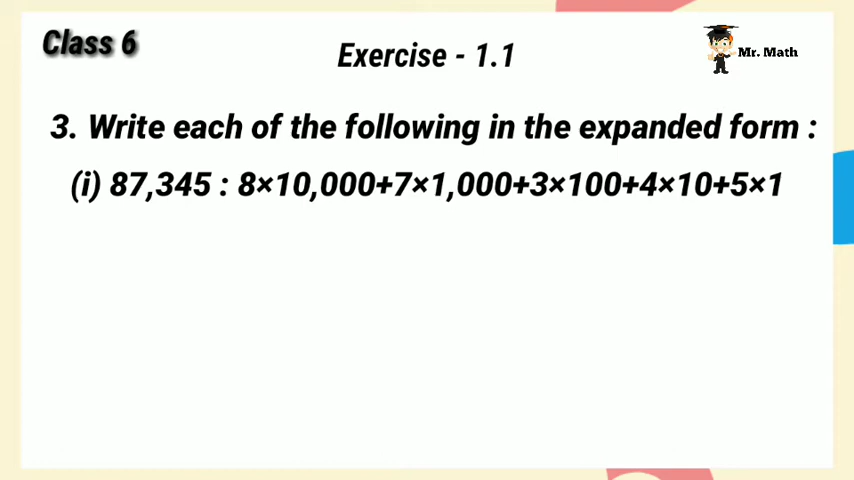 Class 6
Exercise - 1.1
Mr. Math
3. Write each of the following in the expanded form :
(i) 87,345 : 8×10,000+7×1,000+3×100+4×10+5×1